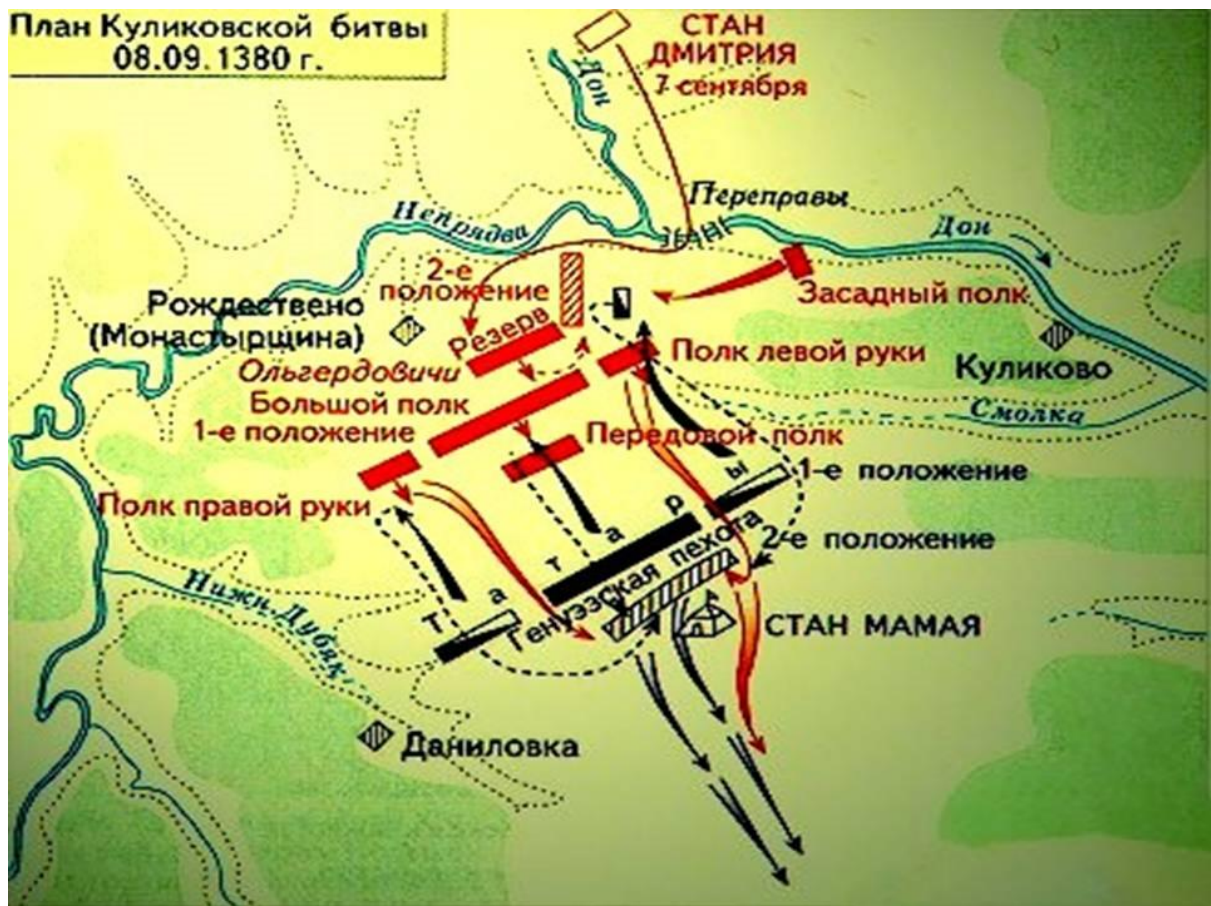 План Куликовской битвы
08.09.1380 г.
СТАН
ДМИТРИЯ
7 сентября
Дон
Переправы
Непрядва
Дон
2-е
положение
Рождествено
(Монастырщина)
Засадный полк
Резерв
Полк левой руки
Куликово
Ольгердовичи
Большой полк
Смолка
1-е положение
Передовой полк
1-е положение
Полк правой руки
2-е положение
Татары
Генуэзская пехота
Нижн. Дубяк
СТАН МАМАЯ
Даниловка